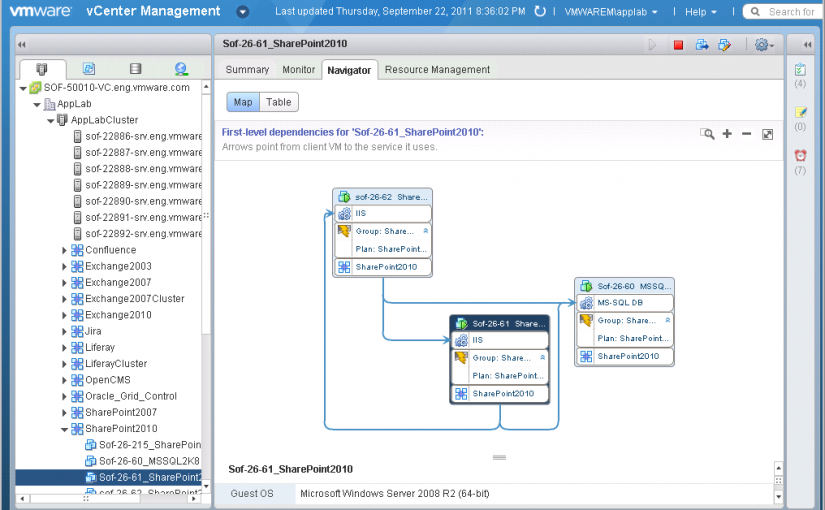 vmware vCenter Management Last updated Thursday, September 22, 2011 8:36:02 PM VMWAREM\applab Help Search for
Sof-26-61_SharePoint2010
Summary Monitor Navigator Resource Management
Map Table
First-level dependencies for 'Sof-26-61_SharePoint2010':
Arrows point from client VM to the service it uses.
SOF-50010-VC.eng.vmware.com
AppLab
AppLabCluster
sof-22886-srv.eng.vmware
sof-22887-srv.eng.vmware
sof-22888-srv.eng.vmware
sof-22889-srv.eng.vmware
sof-22890-srv.eng.vmware
sof-22891-srv.eng.vmware
sof-22892-srv.eng.vmware
Confluence
Exchange2003
Exchange2007
Exchange2007Cluster
Exchange2010
Jira
Liferay
LiferayCluster
OpenCMS
Oracle_Grid_Control
SharePoint2007
SharePoint2010
Sof-26-215_SharePoin
Sof-26-60_MSSQL2K8
Sof-26-61_SharePoint2
sof-26-62_SharePoint2
sof-26-62 Share...
IIS
Group: Share...
Plan: SharePoint...
SharePoint2010
Sof-26-61 Share...
IIS
Group: Share...
Plan: SharePoint...
SharePoint2010
Sof-26-60 MSSQ...
MS-SQL DB
Group: Share...
Plan: SharePoint...
SharePoint2010
(4)
(0)
(7)
Sof-26-61_SharePoint2010
Guest OS Microsoft Windows Server 2008 R2 (64-bit)